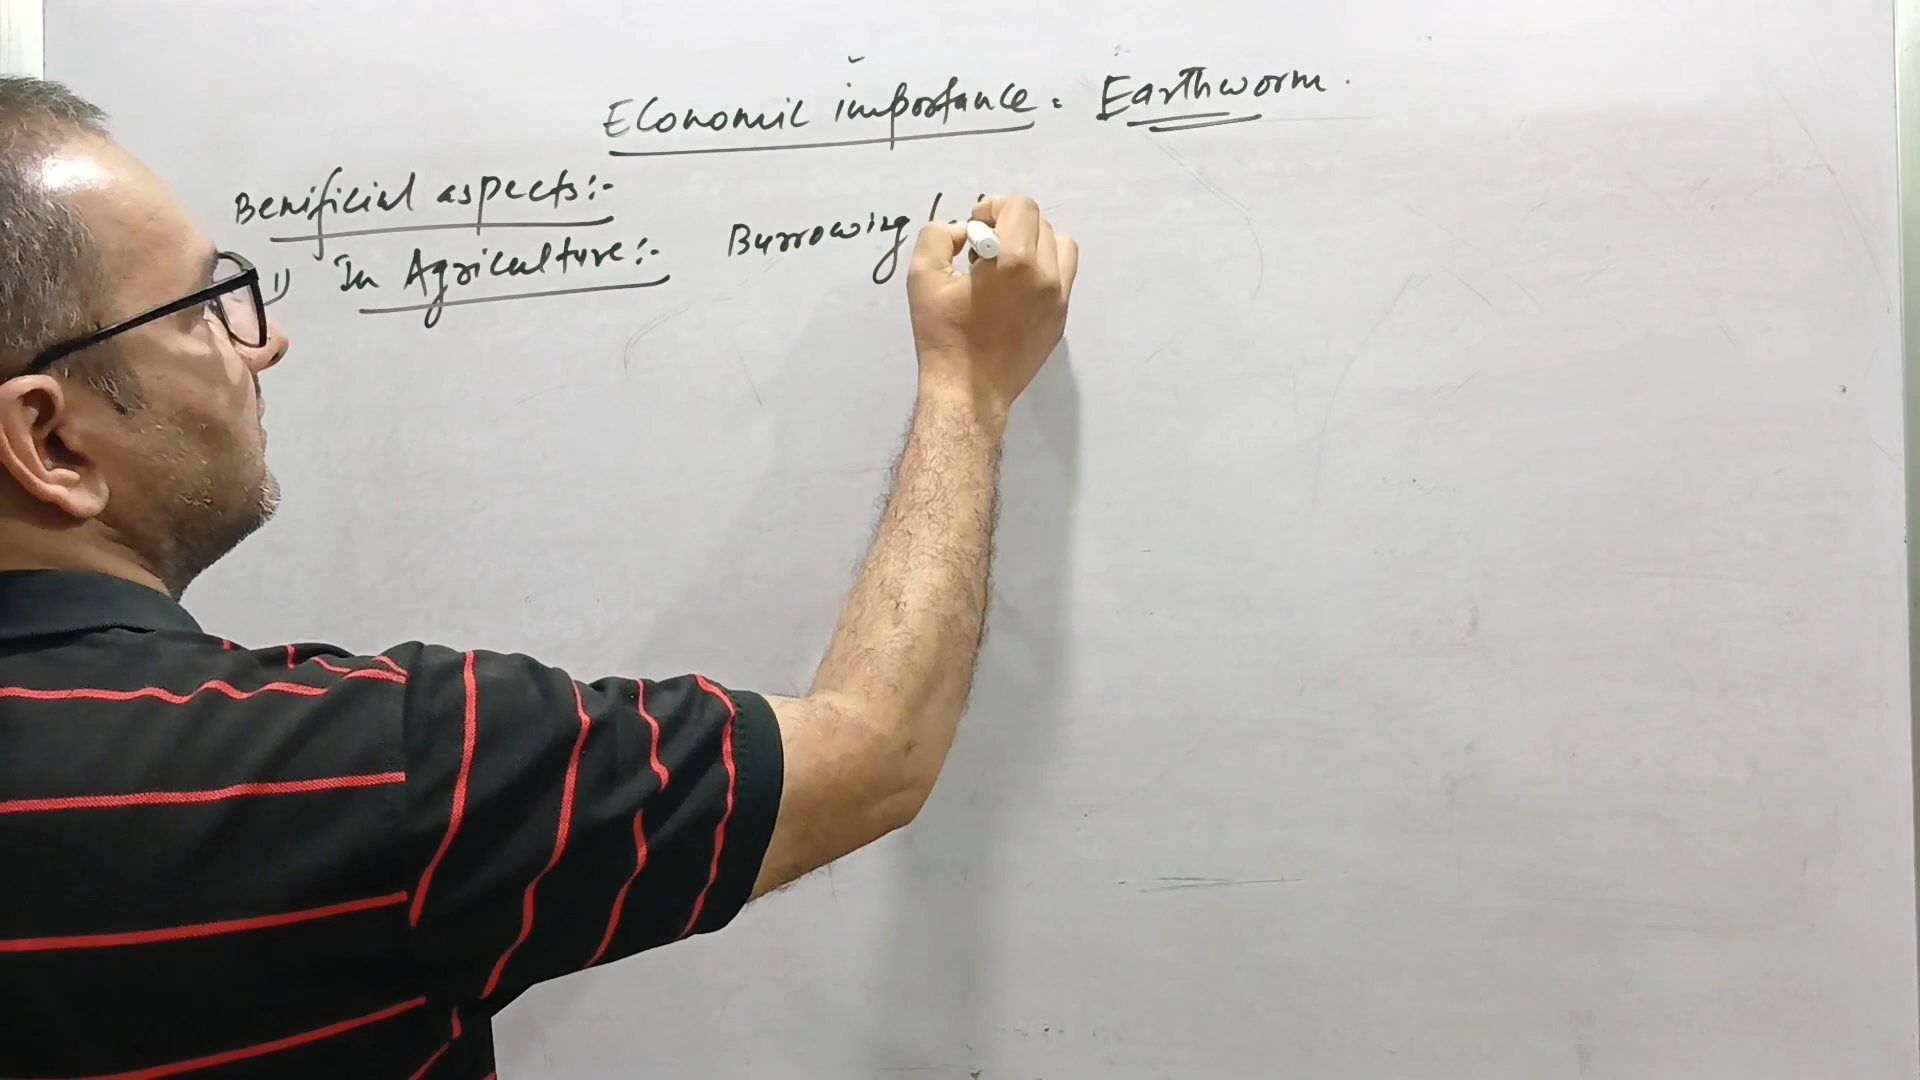 Economic importance = Earthworm.
Benificial aspects:-
1) In Agriculture:- Burrowing